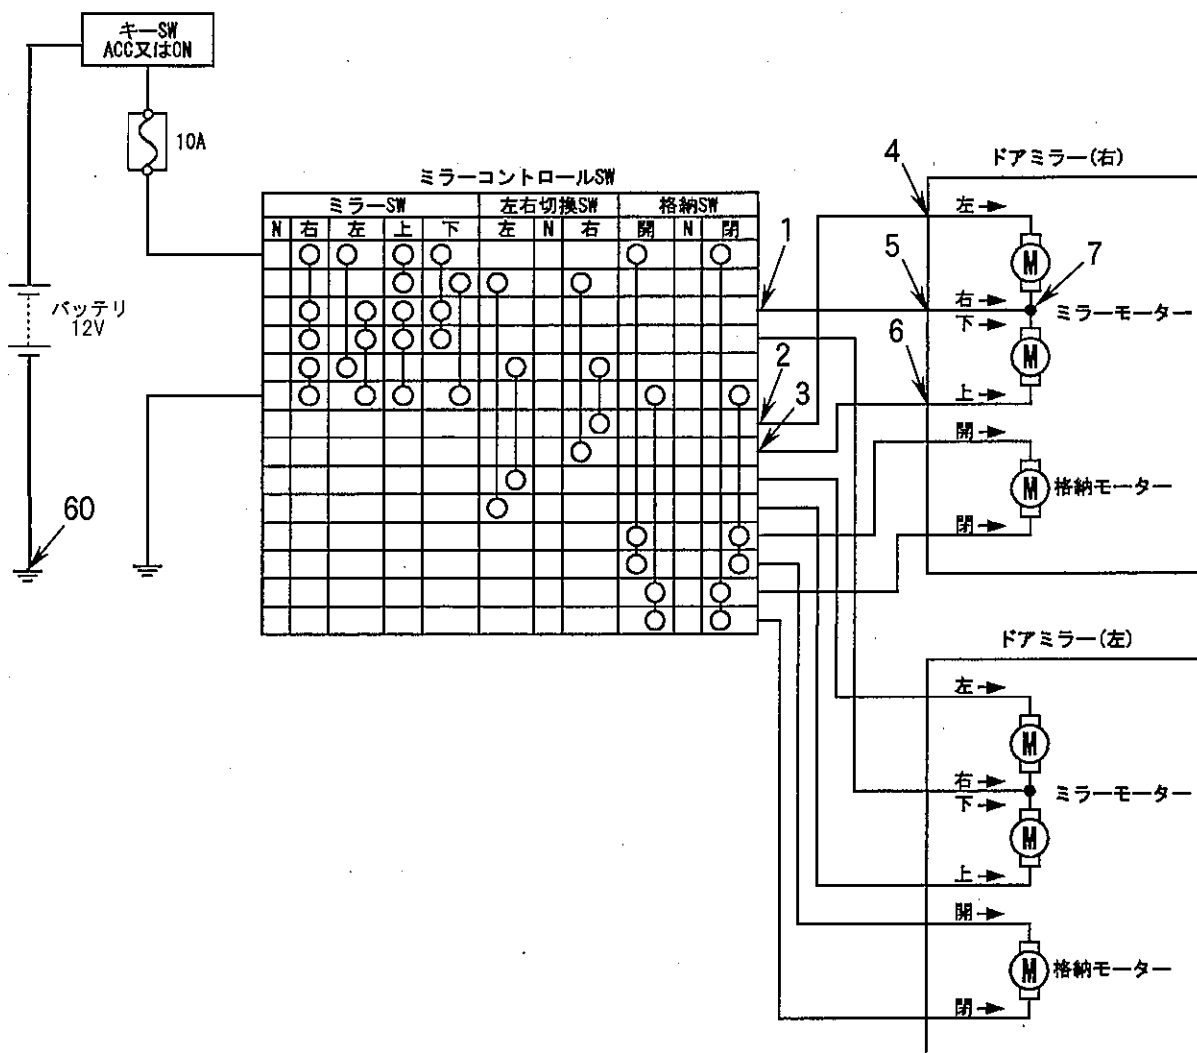 キーSW
ACC又はON
10A
バッテリ
12V
60
ミラーコントロールSW
ミラーSW 左右切換SW 格納SW
N 右 左 上 下 左 N 右 開 N 閉
1
2
3
4
5
6
7
ドアミラー(右)
左
M
右
下
ミラーモーター
M
上
開
M
格納モーター
閉
ドアミラー(左)
左
M
右
下
ミラーモーター
M
上
開
M
格納モーター
閉